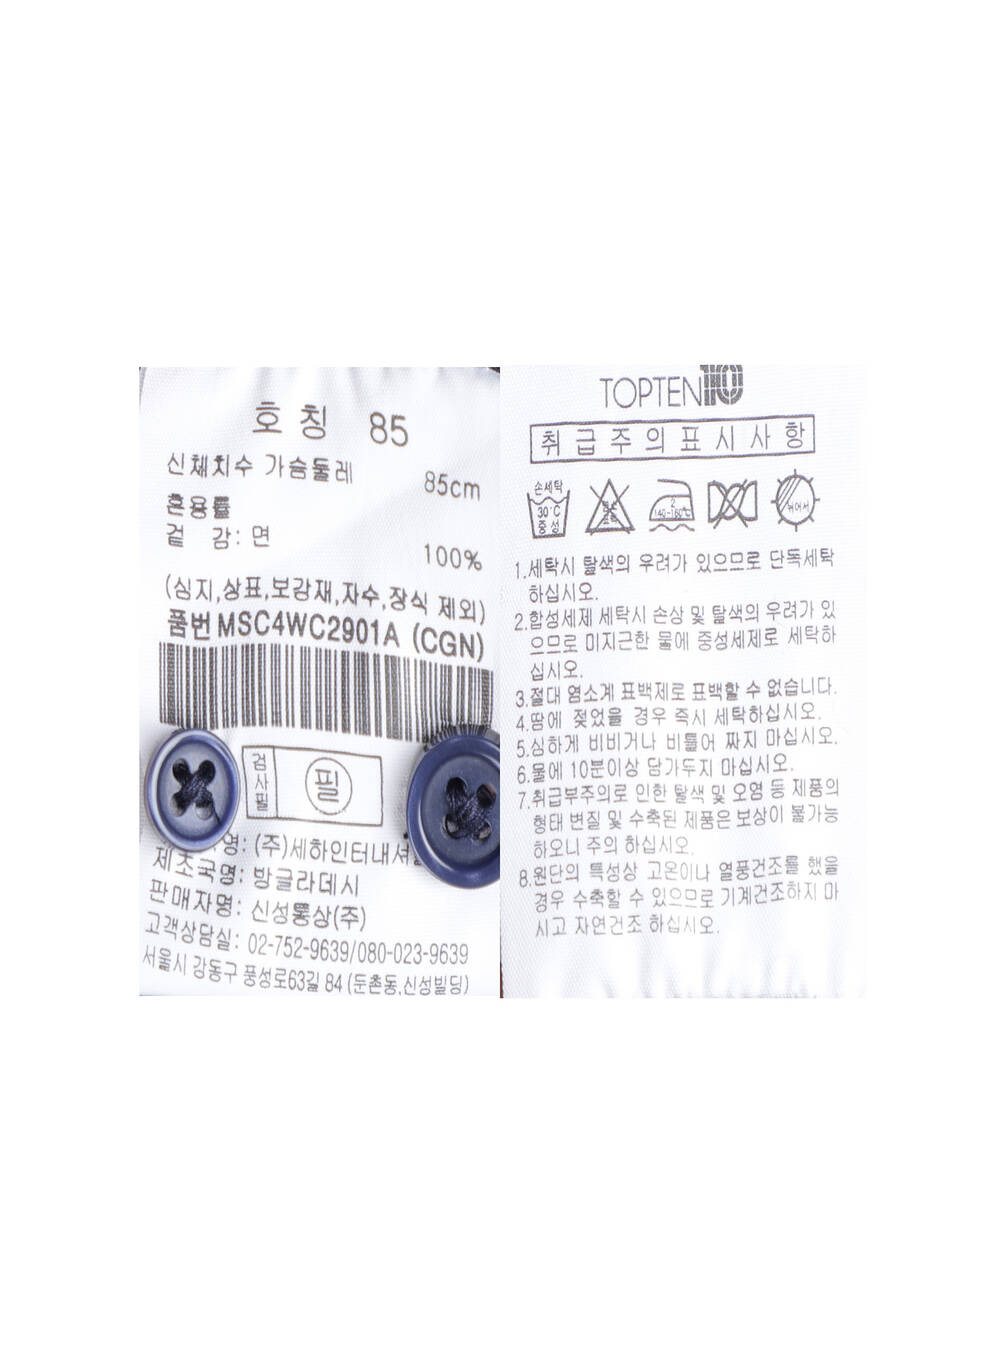 호칭 85
신체치수 가슴둘레 85cm
혼용률
겉 감: 면 100%
(심지,상표,보강재,자수,장식 제외)
품번 MSC4WC2901A (CGN)
검사필 필
명: (주)세하인터내셔
제조국명: 방글라데시
판매자명: 신성통상(주)
고객상담실: 02-752-9639/080-023-9639
서울시 강동구 풍성로63길 84 (둔촌동,신성빌딩)
TOPTEN10
취급주의표시사항
손세탁
30℃
중성
2
140~160℃
뉘어서
1.세탁시 탈색의 우려가 있으므로 단독세탁
하십시오.
2.합성세제 세탁시 손상 및 탈색의 우려가 있
으므로 미지근한 물에 중성세제로 세탁하
십시오.
3.절대 염소계 표백제로 표백할 수 없습니다.
4.땀에 젖었을 경우 즉시 세탁하십시오.
5.심하게 비비거나 비틀어 짜지 마십시오.
6.물에 10분이상 담가두지 마십시오.
7.취급부주의로 인한 탈색 및 오염 등 제품의
형태 변질 및 수축된 제품은 보상이 불가능
하오니 주의 하십시오.
8.원단의 특성상 고온이나 열풍건조를 했을
경우 수축할 수 있으므로 기계건조하지 마
시고 자연건조 하십시오.